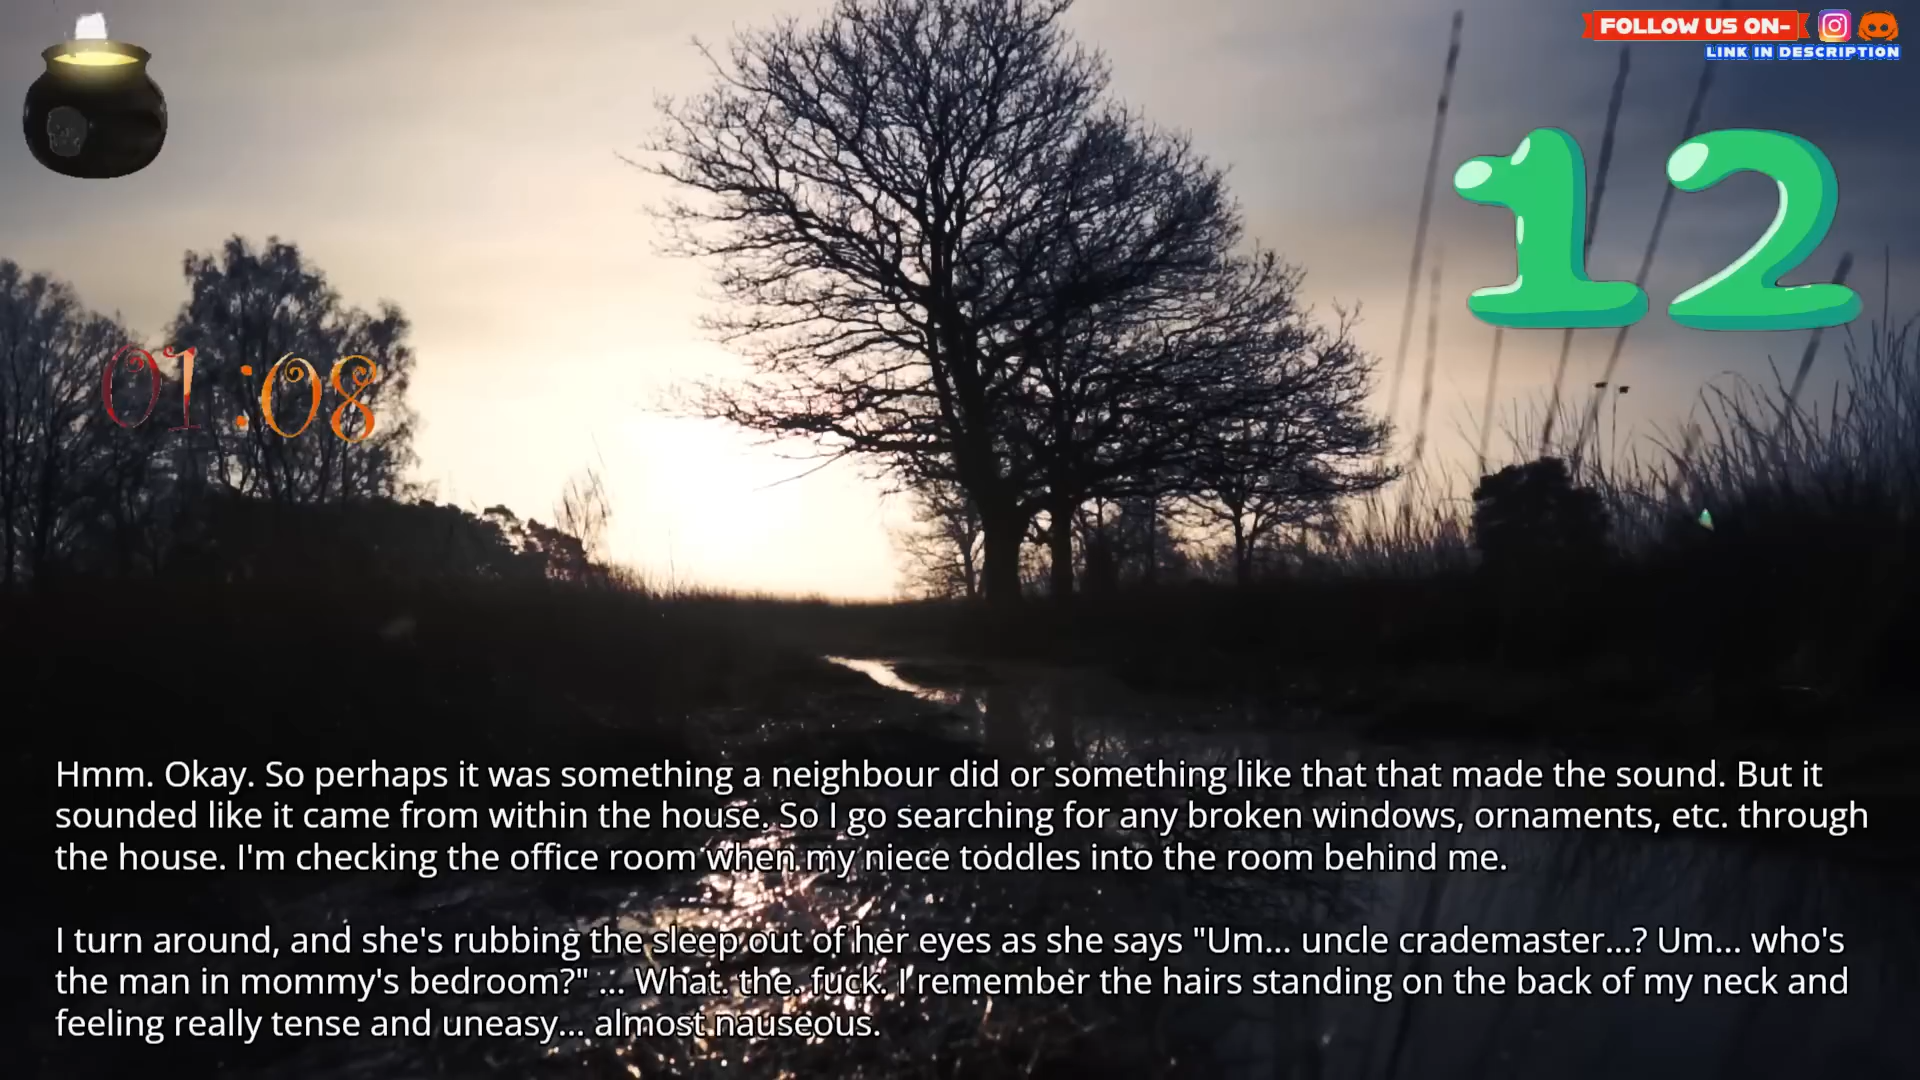 FOLLOW US ON-
LINK IN DESCRIPTION
12
01:08
Hmm. Okay. So perhaps it was something a neighbour did or something like that that made the sound. But it
sounded like it came from within the house. So I go searching for any broken windows, ornaments, etc. through
the house. I'm checking the office room when my niece toddles into the room behind me.
I turn around, and she's rubbing the sleep out of her eyes as she says "Um... uncle crademaster...? Um... who's
the man in mommy's bedroom?" ... What. the. fuck. I remember the hairs standing on the back of my neck and
feeling really tense and uneasy... almost nauseous.